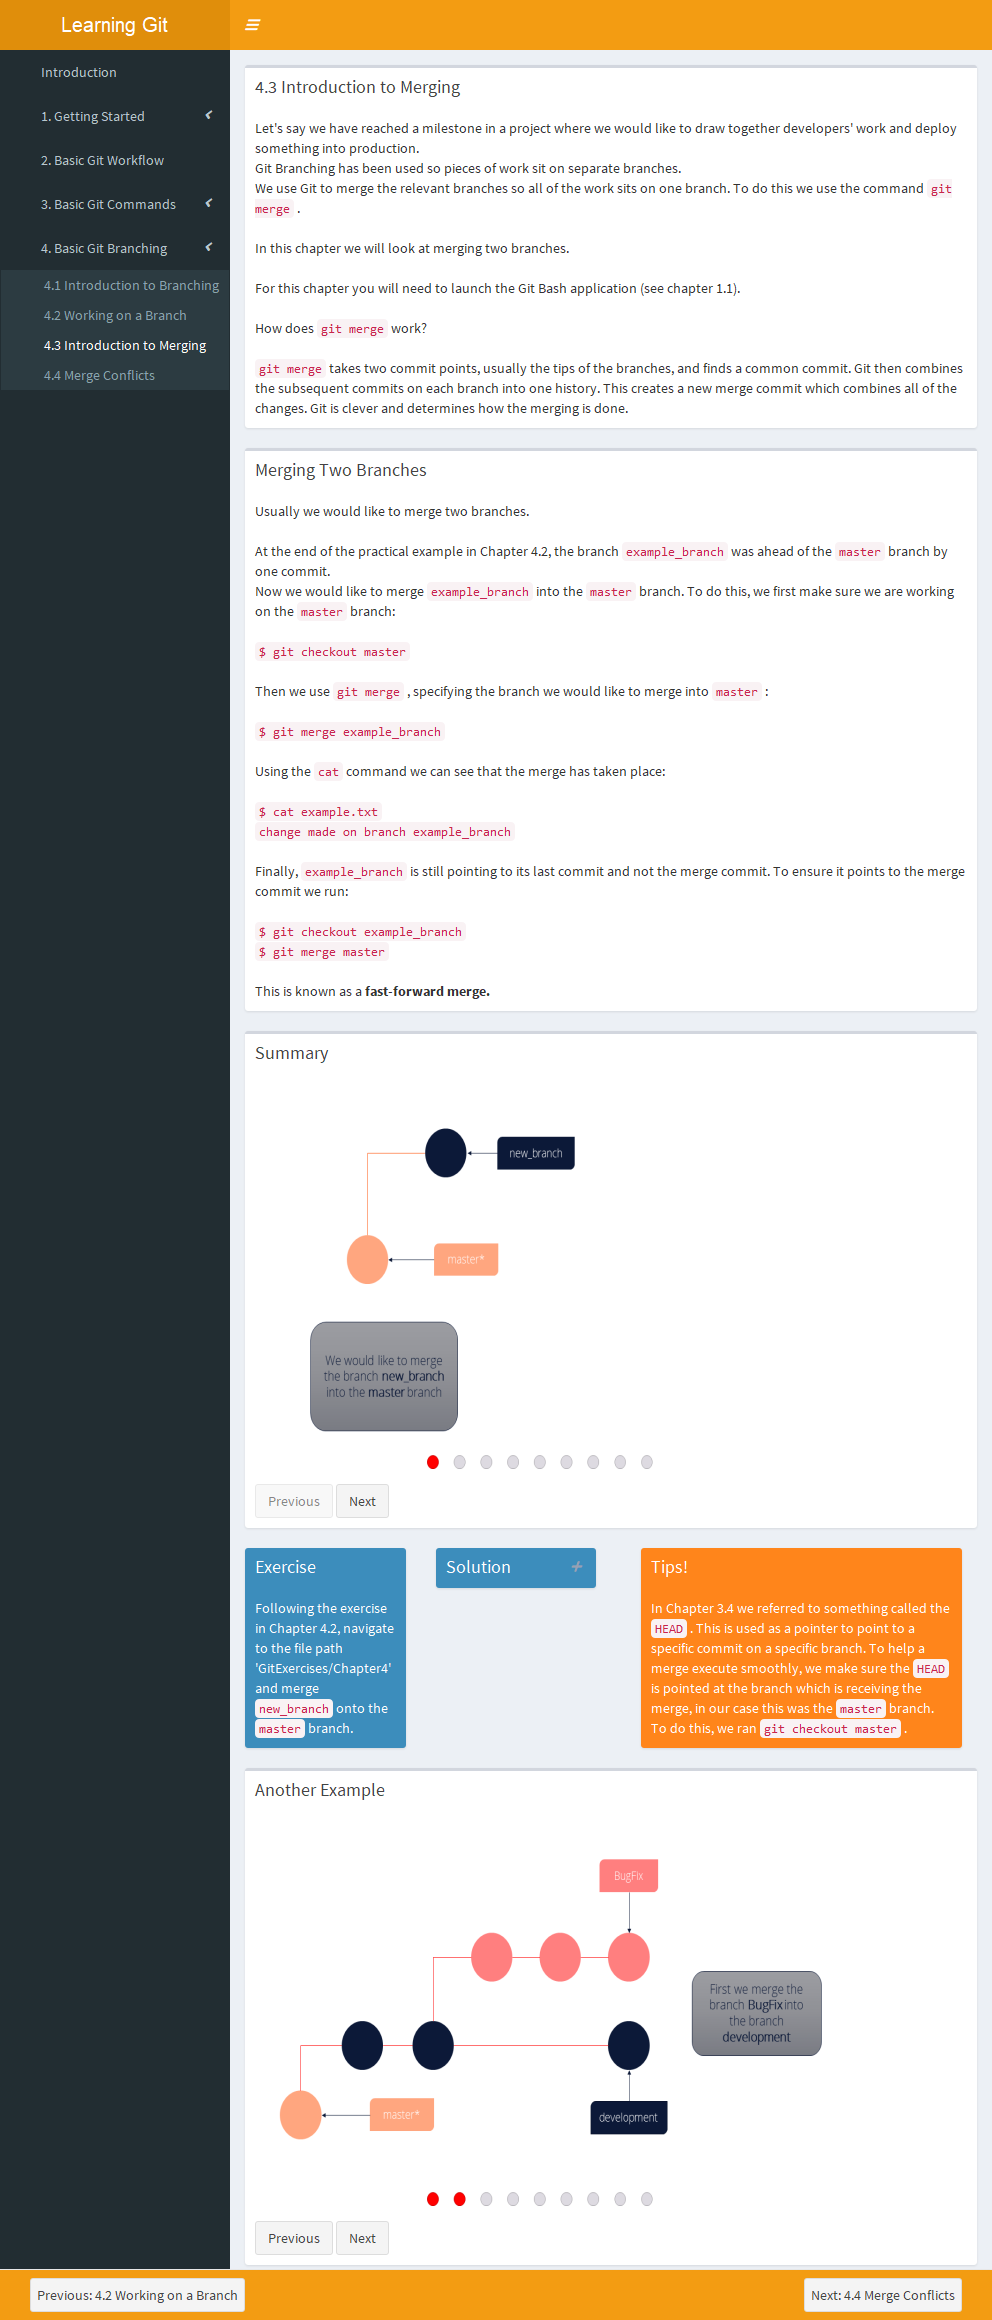 Learning Git
Introduction
1. Getting Started
2. Basic Git Workflow
3. Basic Git Commands
4. Basic Git Branching
4.1 Introduction to Branching
4.2 Working on a Branch
4.3 Introduction to Merging
4.4 Merge Conflicts
4.3 Introduction to Merging
Let's say we have reached a milestone in a project where we would like to draw together developers' work and deploy
something into production.
Git Branching has been used so pieces of work sit on separate branches.
We use Git to merge the relevant branches so all of the work sits on one branch. To do this we use the command git
merge .
In this chapter we will look at merging two branches.
For this chapter you will need to launch the Git Bash application (see chapter 1.1).
How does git merge work?
git merge takes two commit points, usually the tips of the branches, and finds a common commit. Git then combines
the subsequent commits on each branch into one history. This creates a new merge commit which combines all of the
changes. Git is clever and determines how the merging is done.
Merging Two Branches
Usually we would like to merge two branches.
At the end of the practical example in Chapter 4.2, the branch example_branch was ahead of the master branch by
one commit.
Now we would like to merge example_branch into the master branch. To do this, we first make sure we are working
on the master branch:
$ git checkout master
Then we use git merge , specifying the branch we would like to merge into master :
$ git merge example_branch
Using the cat command we can see that the merge has taken place:
$ cat example.txt
change made on branch example_branch
Finally, example_branch is still pointing to its last commit and not the merge commit. To ensure it points to the merge
commit we run:
$ git checkout example_branch
$ git merge master
This is known as a fast-forward merge.
Summary
new_branch
master*
We would like to merge
the branch new_branch
into the master branch
Previous
Next
Exercise
Following the exercise
in Chapter 4.2, navigate
to the file path
'GitExercises/Chapter4'
and merge
new_branch onto the
master branch.
Solution
Tips!
In Chapter 3.4 we referred to something called the
HEAD . This is used as a pointer to point to a
specific commit on a specific branch. To help a
merge execute smoothly, we make sure the HEAD
is pointed at the branch which is receiving the
merge, in our case this was the master branch.
To do this, we ran git checkout master .
Another Example
BugFix
First we merge the
branch BugFix into
the branch
development
master*
development
Previous
Next
Previous: 4.2 Working on a Branch
Next: 4.4 Merge Conflicts